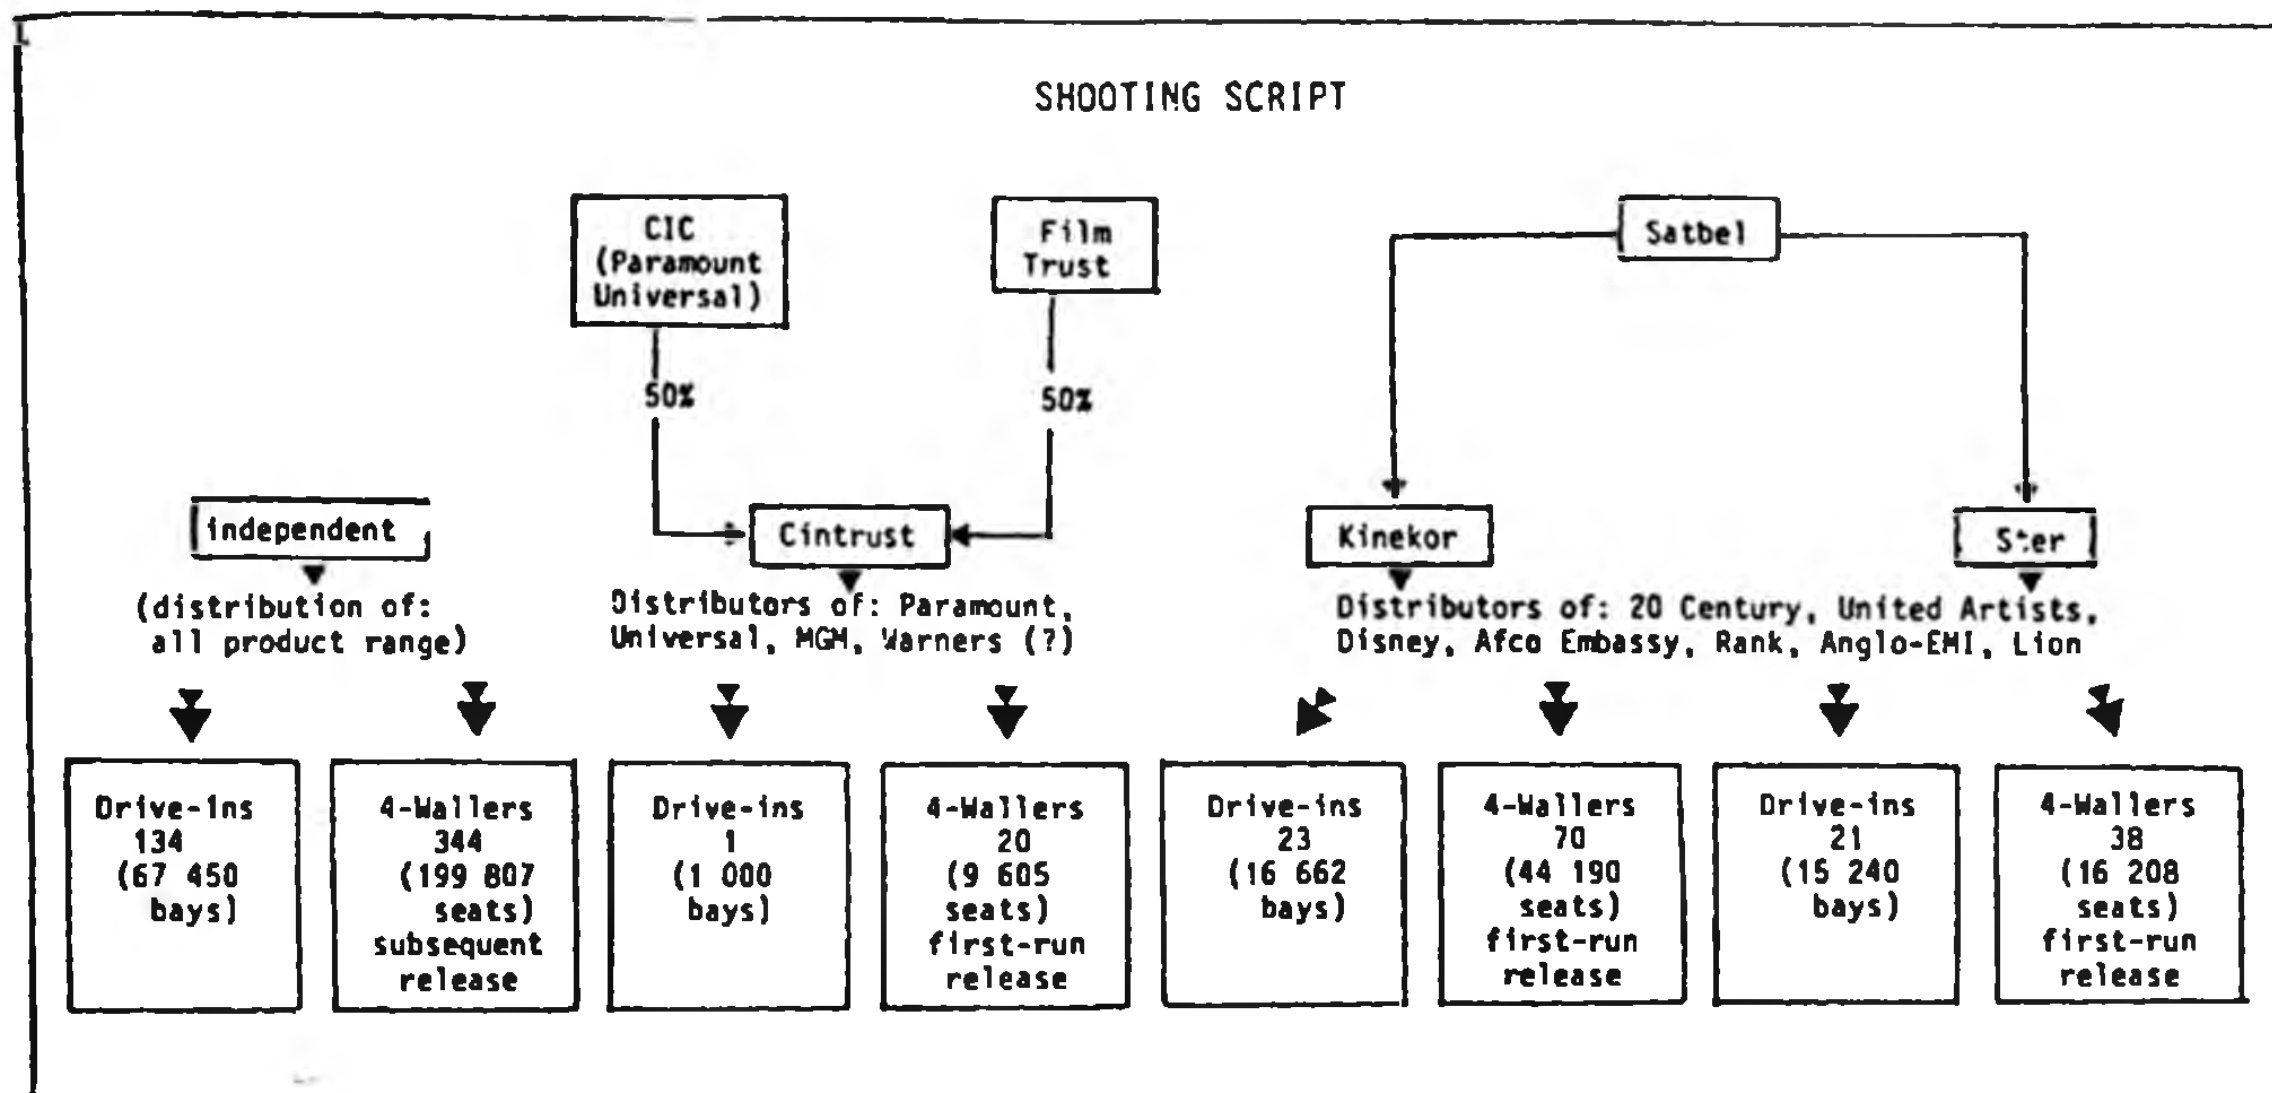 SHOOTING SCRIPT
CIC
(Paramount
Universal)
Film
Trust
Satbel
50%
50%
independent
Cintrust
Kinekor
Ster
(distribution of:
all product range)
Distributors of: Paramount,
Universal, MGM, Warners (?)
Distributors of: 20 Century, United Artists,
Disney, Afco Embassy, Rank, Anglo-EMI, Lion
Drive-ins
134
(67 450
bays)
4-Wallers
344
(199 807
seats)
subsequent
release
Drive-ins
1
(1 000
bays)
4-Wallers
20
(9 605
seats)
first-run
release
Drive-ins
23
(16 662
bays)
4-Wallers
70
(44 190
seats)
first-run
release
Drive-ins
21
(15 240
bays)
4-Wallers
38
(16 208
seats)
first-run
release